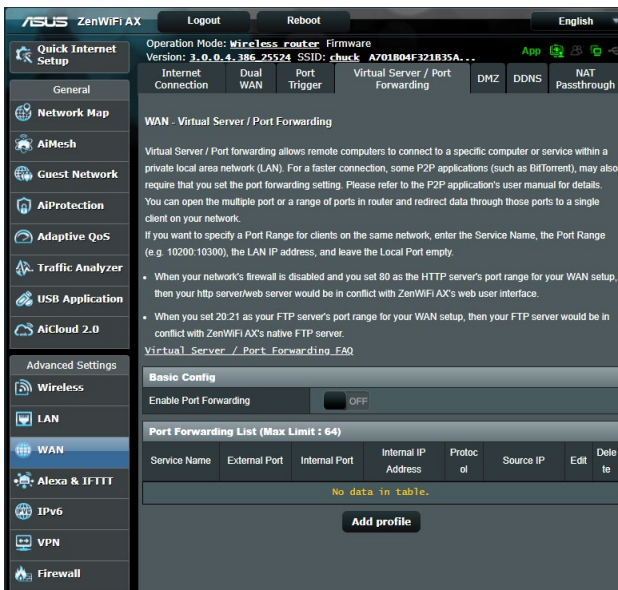 ASUS ZenWiFi AX Logout Reboot English
Quick Internet Setup
General
Network Map
AiMesh
Guest Network
AiProtection
Adaptive QoS
Traffic Analyzer
USB Application
AiCloud 2.0
Advanced Settings
Wireless
LAN
WAN
Alexa & IFTTT
IPv6
VPN
Firewall
Operation Mode: Wireless router Firmware
Version: 3.0.0.4.386_25524 SSID: chuck A701B04F321B35A...
App
Internet Connection
Dual WAN
Port Trigger
Virtual Server / Port Forwarding
DMZ
DDNS
NAT Passthrough
WAN - Virtual Server / Port Forwarding
Virtual Server / Port forwarding allows remote computers to connect to a specific computer or service within a
private local area network (LAN). For a faster connection, some P2P applications (such as BitTorrent), may also
require that you set the port forwarding setting. Please refer to the P2P application's user manual for details.
You can open the multiple port or a range of ports in router and redirect data through those ports to a single
client on your network.
If you want to specify a Port Range for clients on the same network, enter the Service Name, the Port Range
(e.g. 10200:10300), the LAN IP address, and leave the Local Port empty.
• When your network's firewall is disabled and you set 80 as the HTTP server's port range for your WAN setup,
then your http server/web server would be in conflict with ZenWiFi AX's web user interface.
• When you set 20:21 as your FTP server's port range for your WAN setup, then your FTP server would be in
conflict with ZenWiFi AX's native FTP server.
Virtual Server / Port Forwarding FAQ
Basic Config
Enable Port Forwarding OFF
Port Forwarding List (Max Limit : 64)
Service Name External Port Internal Port Internal IP Address Protocol Source IP Edit Delete
No data in table.
Add profile